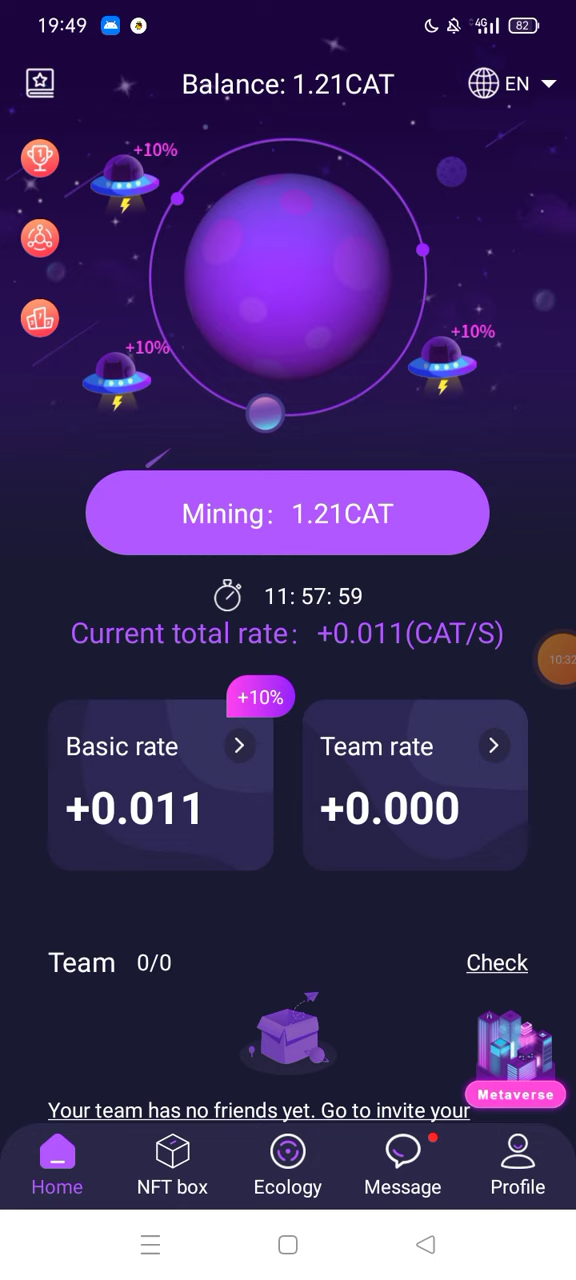 19:49
4G
82
Balance: 1.21CAT
EN
+10%
+10%
+10%
Mining: 1.21CAT
11: 57: 59
Current total rate: +0.011(CAT/S)
10:32
+10%
Basic rate
Team rate
+0.011
+0.000
Team 0/0
Check
Metaverse
Your team has no friends yet. Go to invite your
Home
NFT box
Ecology
Message
Profile